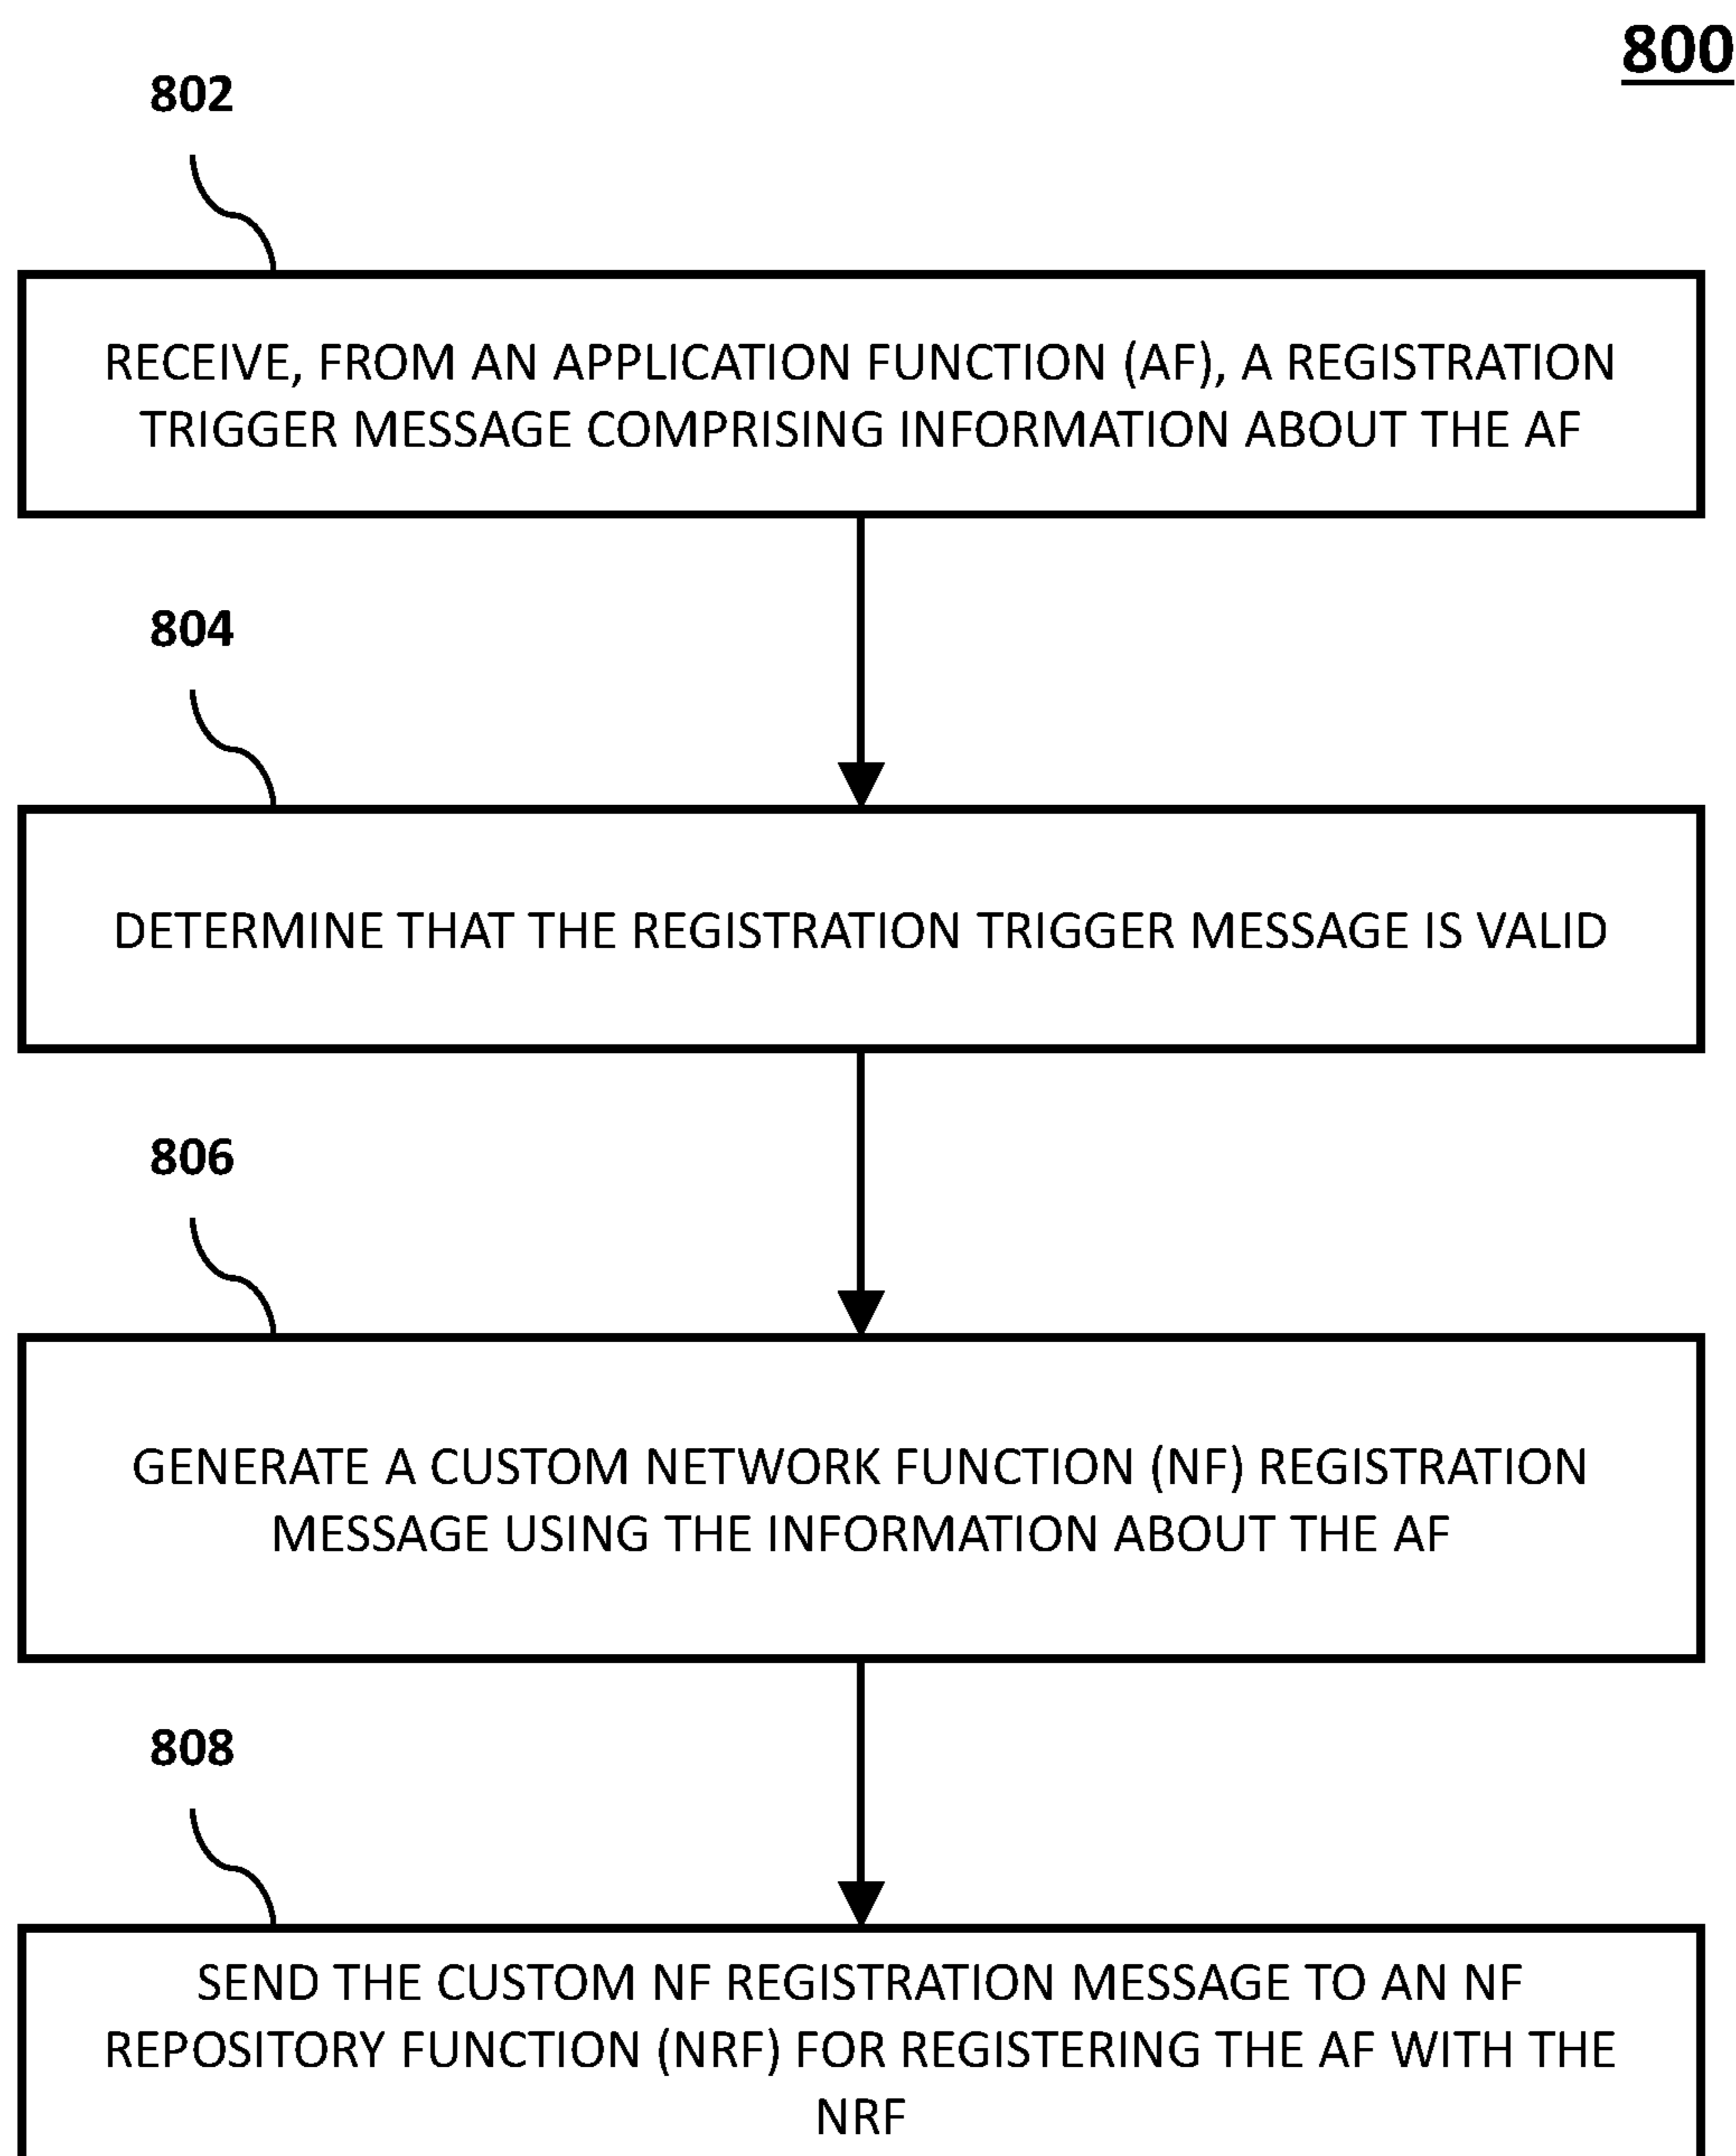 800
802
RECEIVE, FROM AN APPLICATION FUNCTION (AF), A REGISTRATION
TRIGGER MESSAGE COMPRISING INFORMATION ABOUT THE AF
804
DETERMINE THAT THE REGISTRATION TRIGGER MESSAGE IS VALID
806
GENERATE A CUSTOM NETWORK FUNCTION (NF) REGISTRATION
MESSAGE USING THE INFORMATION ABOUT THE AF
808
SEND THE CUSTOM NF REGISTRATION MESSAGE TO AN NF
REPOSITORY FUNCTION (NRF) FOR REGISTERING THE AF WITH THE
NRF